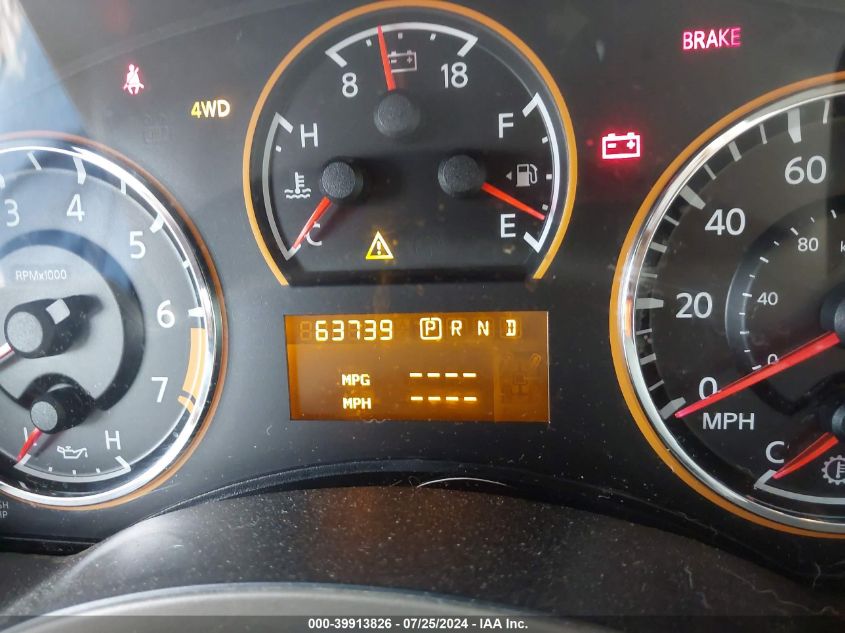 BRAKE
4WD
8 18
H F
C E
3 4 5 6 7
RPMx1000
H
60
40
20
0
80
40
0
MPH
C
63739 P R N D
MPG ----
MPH ----
000-39913826 - 07/25/2024 - IAA Inc.